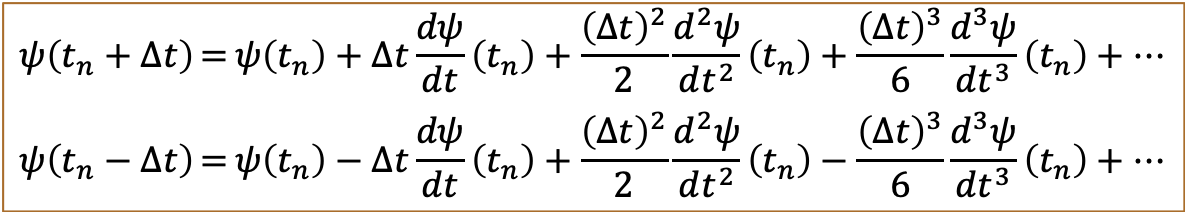 ψ(tₙ + Δt) = ψ(tₙ) + Δt dψ/dt (tₙ) + (Δt)²/2 d²ψ/dt² (tₙ) + (Δt)³/6 d³ψ/dt³ (tₙ) + ⋯
ψ(tₙ − Δt) = ψ(tₙ) − Δt dψ/dt (tₙ) + (Δt)²/2 d²ψ/dt² (tₙ) − (Δt)³/6 d³ψ/dt³ (tₙ) + ⋯